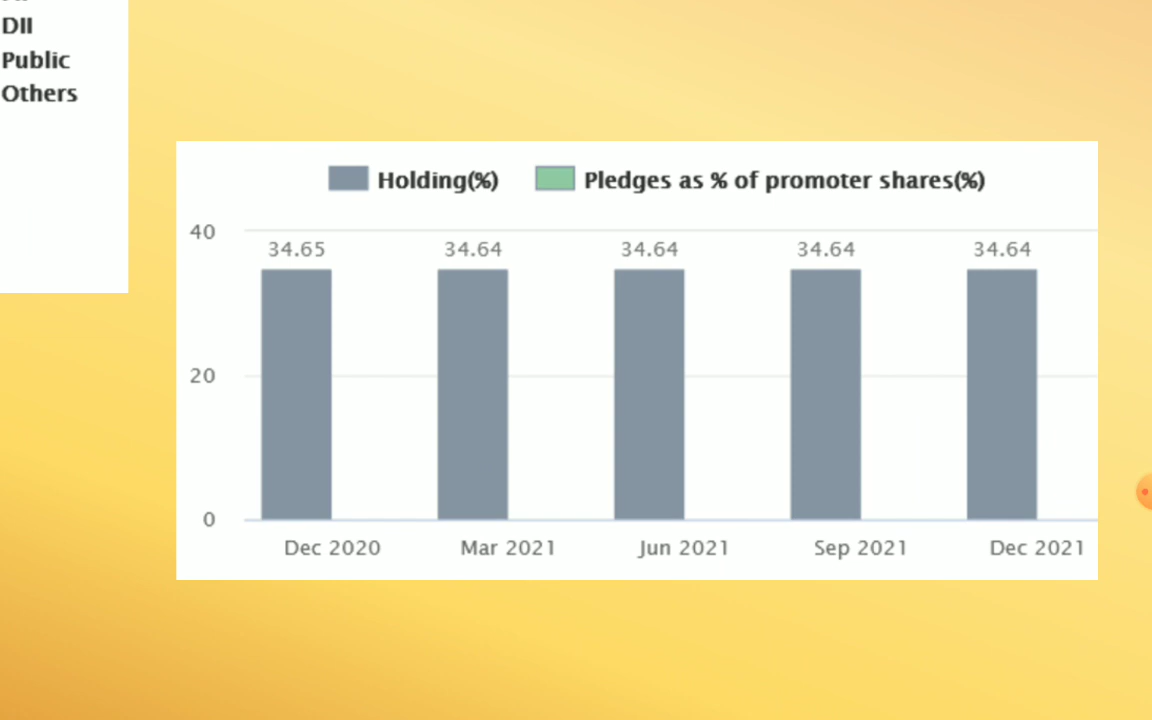 DII
Public
Others
Holding(%) Pledges as % of promoter shares(%)
40
34.65 34.64 34.64 34.64 34.64
20
0
Dec 2020 Mar 2021 Jun 2021 Sep 2021 Dec 2021